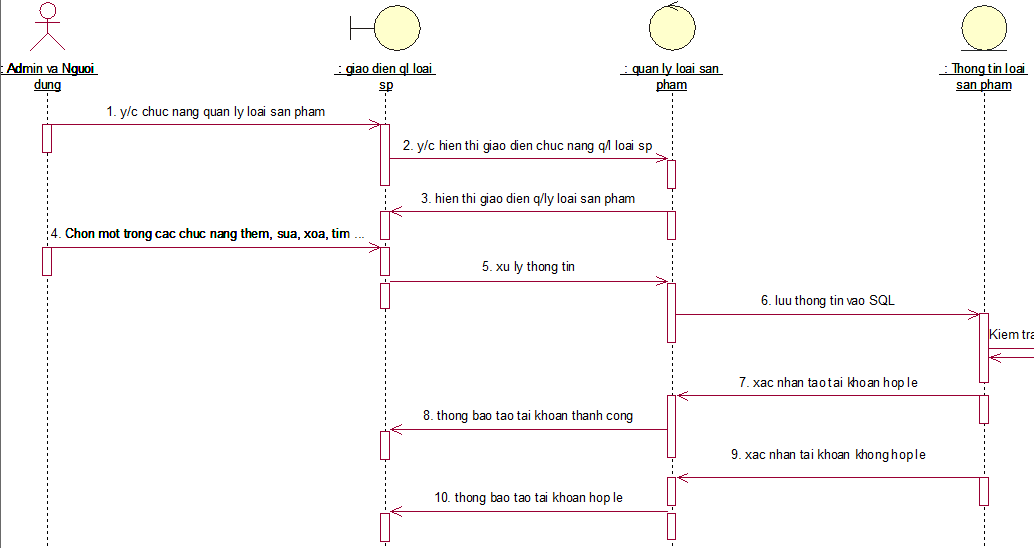 : Admin va Nguoi
dung
: giao dien ql loai
sp
: quan ly loai san
pham
: Thong tin loai
san pham
1. y/c chuc nang quan ly loai san pham
2. y/c hien thi giao dien chuc nang q/l loai sp
3. hien thi giao dien q/ly loai san pham
4. Chon mot trong cac chuc nang them, sua, xoa, tim ...
5. xu ly thong tin
6. luu thong tin vao SQL
Kiem tra
7. xac nhan tao tai khoan hop le
8. thong bao tao tai khoan thanh cong
9. xac nhan tai khoan khong hop le
10. thong bao tao tai khoan hop le